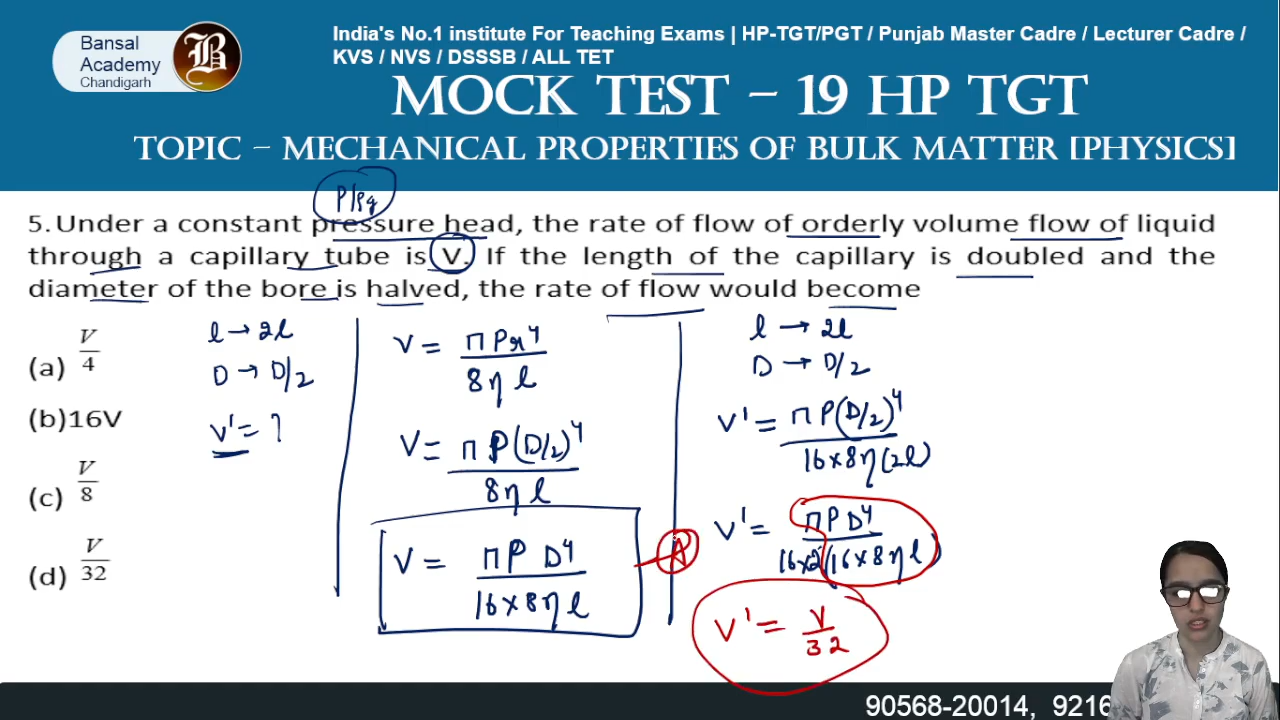 Bansal
Academy
Chandigarh
B
India's No.1 institute For Teaching Exams | HP-TGT/PGT / Punjab Master Cadre / Lecturer Cadre /
KVS / NVS / DSSSB / ALL TET
MOCK TEST – 19 HP TGT
TOPIC – MECHANICAL PROPERTIES OF BULK MATTER [PHYSICS]
P/ρg
5. Under a constant pressure head, the rate of flow of orderly volume flow of liquid
through a capillary tube is V. If the length of the capillary is doubled and the
diameter of the bore is halved, the rate of flow would become
(a) V/4
(b)16V
(c) V/8
(d) V/32
l → 2l
D → D/2
V' = ?
V = πPr⁴/8ηl
V = πP(D/2)⁴/8ηl
V = πP D⁴/16×8ηl
A
l → 2l
D → D/2
V' = πP(D/2)⁴/16×8η(2l)
V' = πPD⁴/16×2(16×8ηl)
V' = V/32
90568-20014, 9216